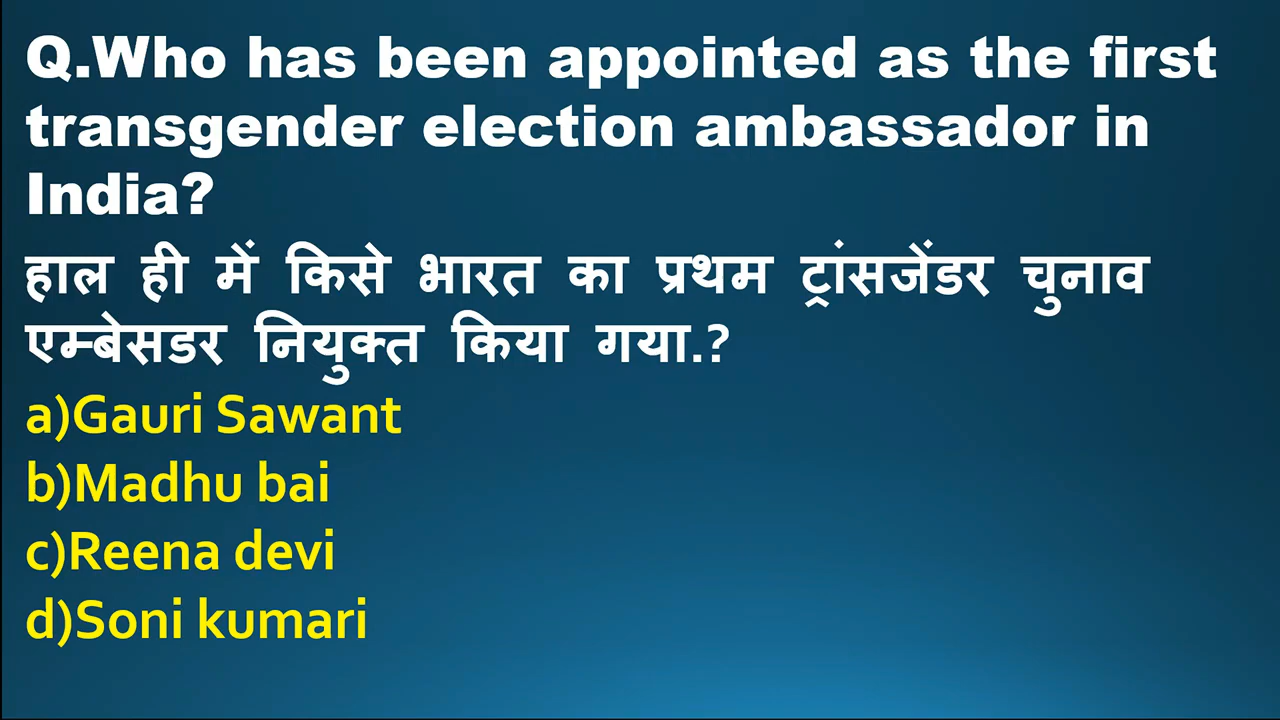 Q.Who has been appointed as the first
transgender election ambassador in
India?
हाल ही में किसे भारत का प्रथम ट्रांसजेंडर चुनाव
एम्बेसडर नियुक्त किया गया.?
a)Gauri Sawant
b)Madhu bai
c)Reena devi
d)Soni kumari